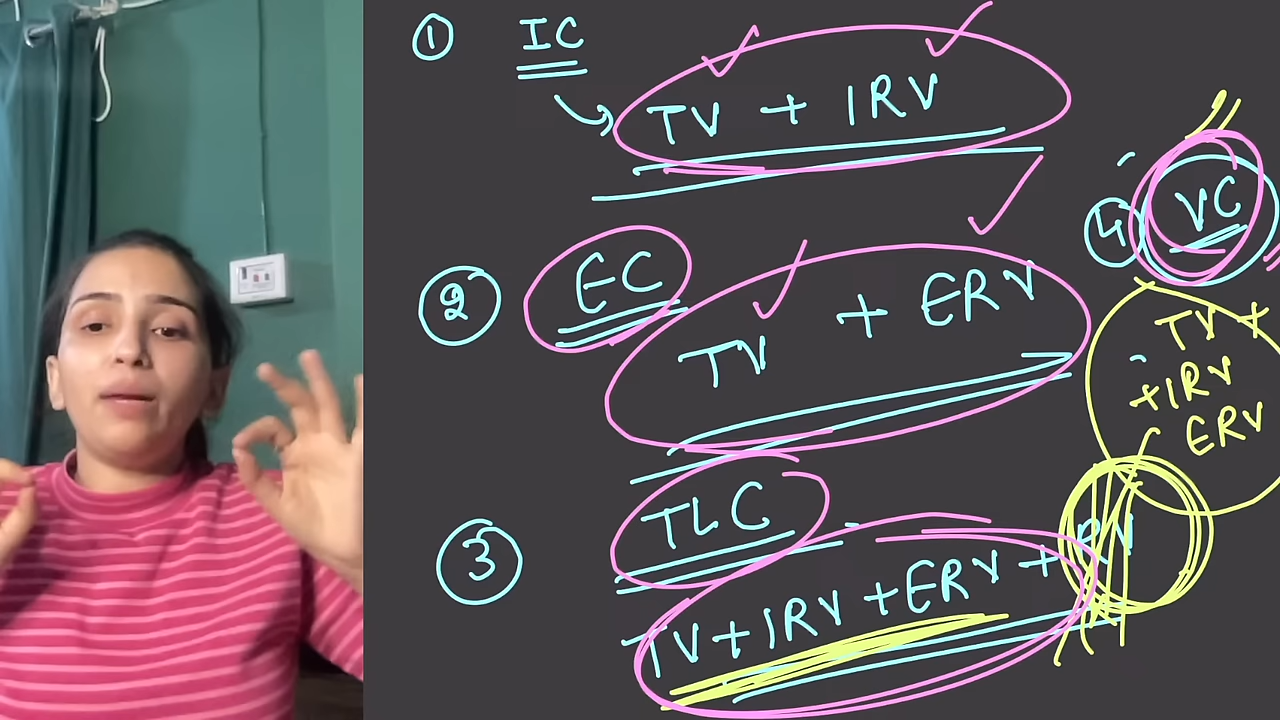 ① IC
TV + IRV
② EC
TV + ERV
③ TLC
TV + IRV + ERV + RV
④ VC
TV +
+IRV
ERV